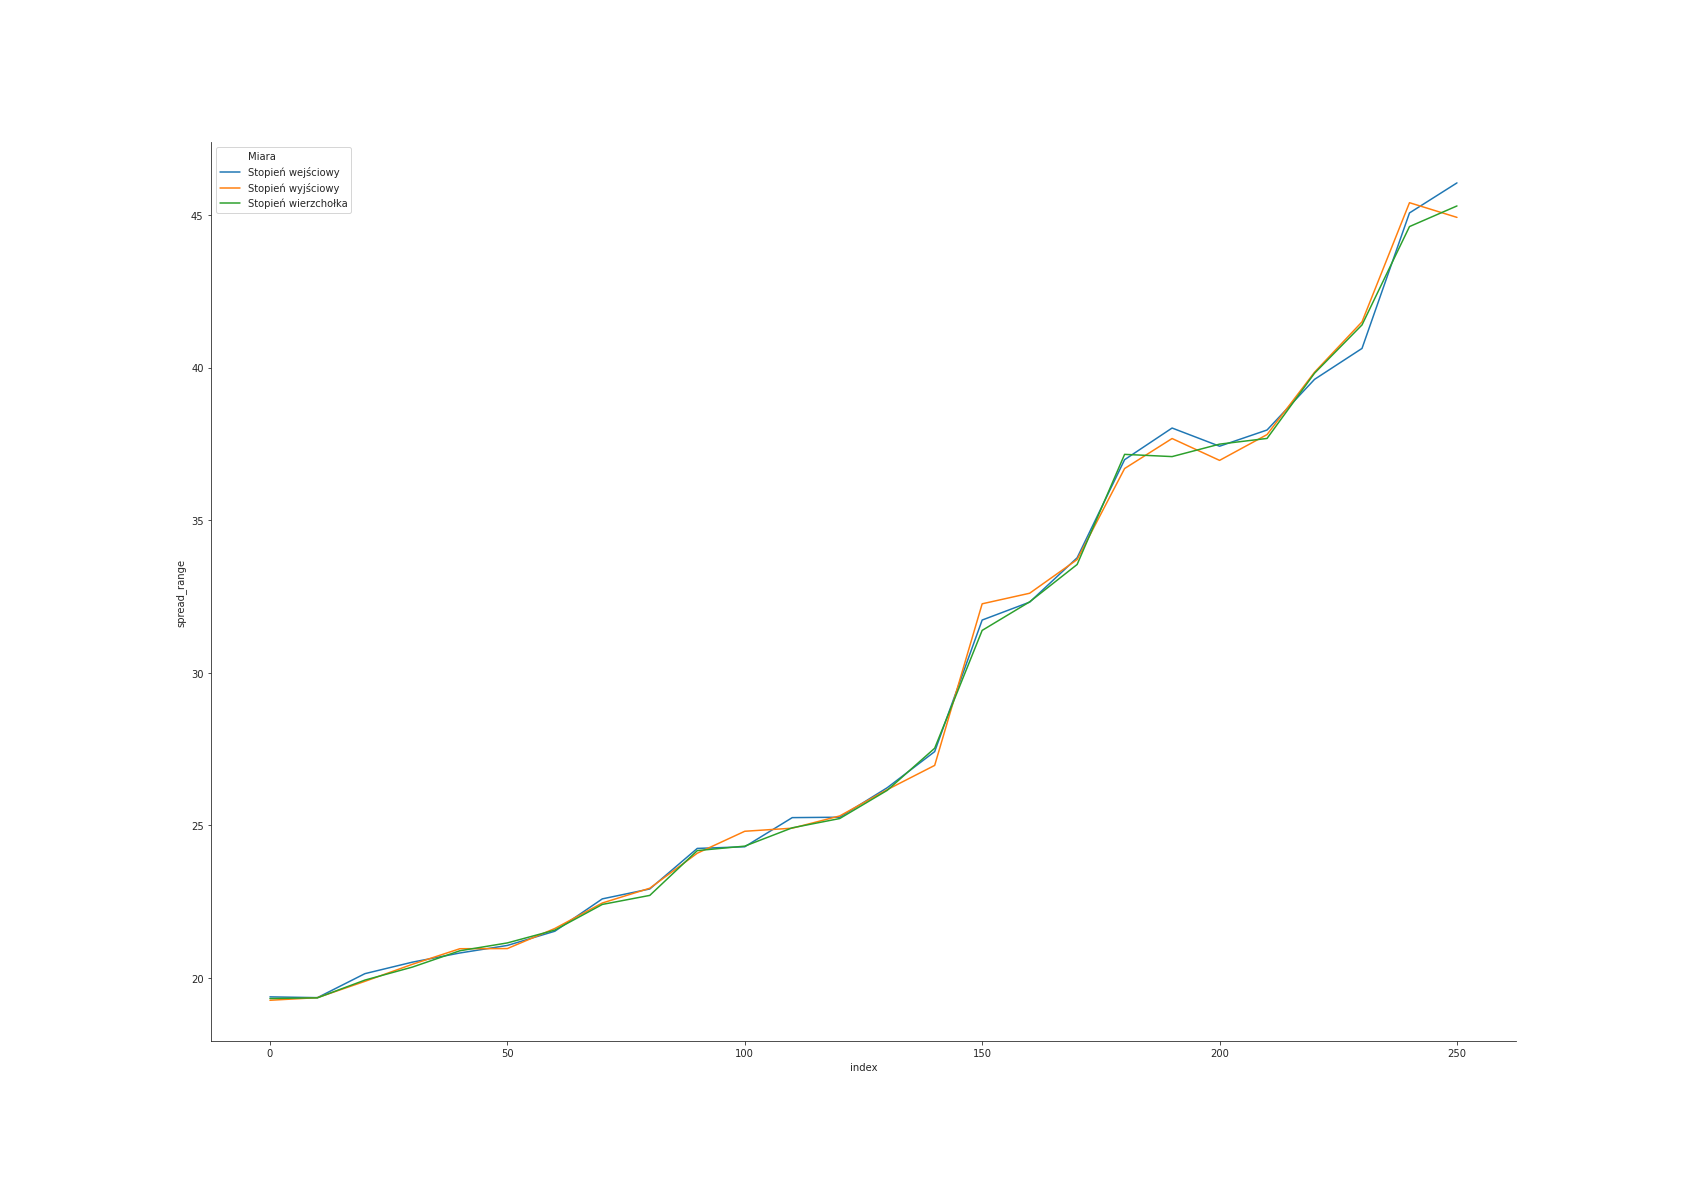 Miara
Stopień wejściowy
Stopień wyjściowy
Stopień wierzchołka
45
40
35
30
25
20
spread_range
0 50 100 150 200 250
index